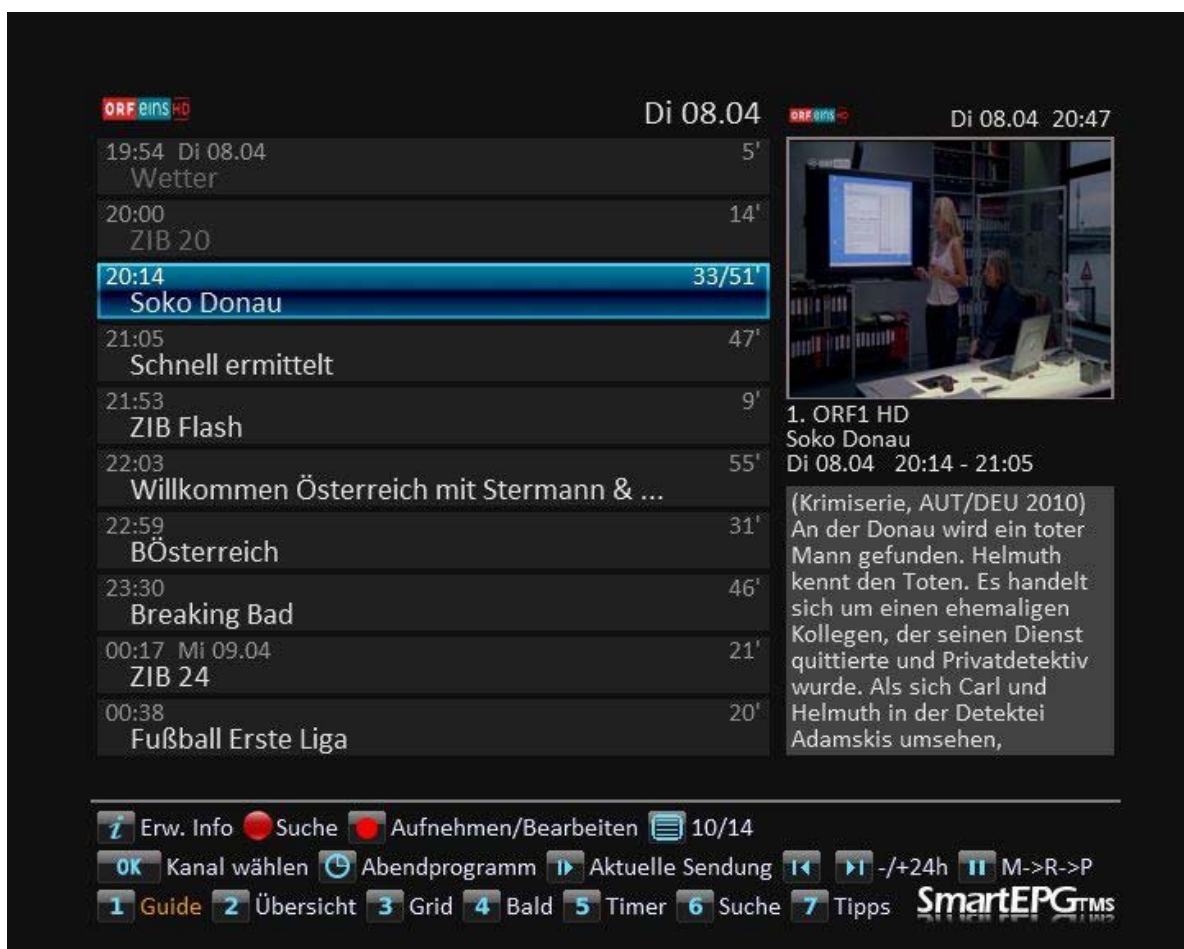 ORF eins HD Di 08.04
19:54 Di 08.04 5'
Wetter
20:00 14'
ZIB 20
20:14 33/51'
Soko Donau
21:05 47'
Schnell ermittelt
21:53 9'
ZIB Flash
22:03 55'
Willkommen Österreich mit Stermann & ...
22:59 31'
BÖsterreich
23:30 46'
Breaking Bad
00:17 Mi 09.04 21'
ZIB 24
00:38 20'
Fußball Erste Liga
ORF eins HD Di 08.04 20:47
1. ORF1 HD
Soko Donau
Di 08.04 20:14 - 21:05
(Krimiserie, AUT/DEU 2010)
An der Donau wird ein toter
Mann gefunden. Helmuth
kennt den Toten. Es handelt
sich um einen ehemaligen
Kollegen, der seinen Dienst
quittierte und Privatdetektiv
wurde. Als sich Carl und
Helmuth in der Detektei
Adamskis umsehen,
i Erw. Info Suche Aufnehmen/Bearbeiten 10/14
OK Kanal wählen Abendprogramm Aktuelle Sendung -/+24h M->R->P
1 Guide 2 Übersicht 3 Grid 4 Bald 5 Timer 6 Suche 7 Tipps SmartEPGTMS